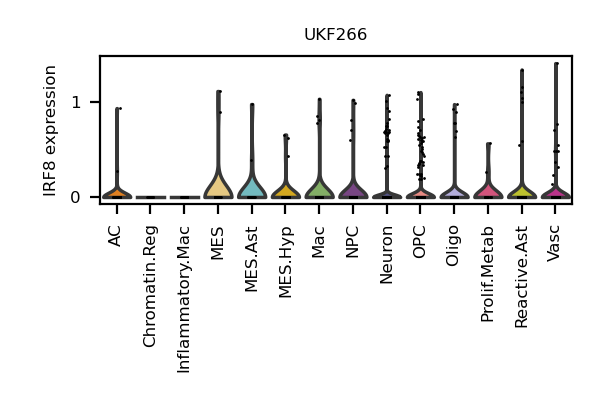 UKF266
IRF8 expression
1
0
AC
Chromatin.Reg
Inflammatory.Mac
MES
MES.Ast
MES.Hyp
Mac
NPC
Neuron
OPC
Oligo
Prolif.Metab
Reactive.Ast
Vasc